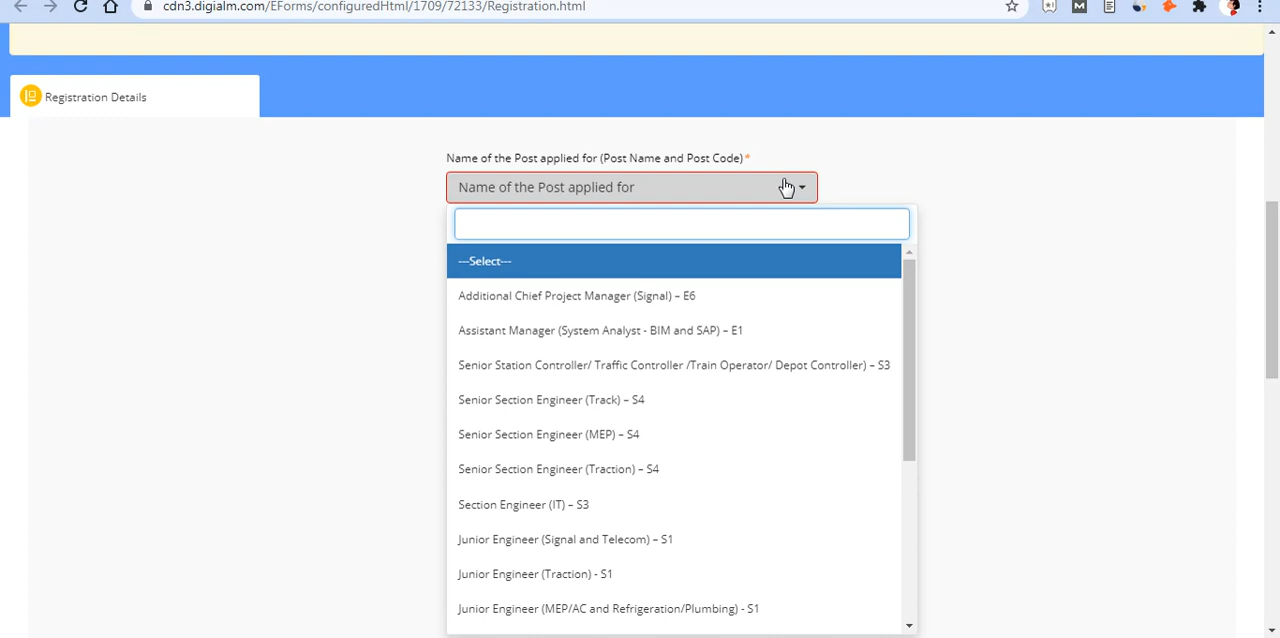 cdn3.digialm.com/EForms/configuredHtml/1709/72133/Registration.html
Registration Details
Name of the Post applied for (Post Name and Post Code)*
Name of the Post applied for
---Select---
Additional Chief Project Manager (Signal) – E6
Assistant Manager (System Analyst - BIM and SAP) – E1
Senior Station Controller/ Traffic Controller /Train Operator/ Depot Controller) – S3
Senior Section Engineer (Track) – S4
Senior Section Engineer (MEP) – S4
Senior Section Engineer (Traction) – S4
Section Engineer (IT) – S3
Junior Engineer (Signal and Telecom) – S1
Junior Engineer (Traction) - S1
Junior Engineer (MEP/AC and Refrigeration/Plumbing) - S1